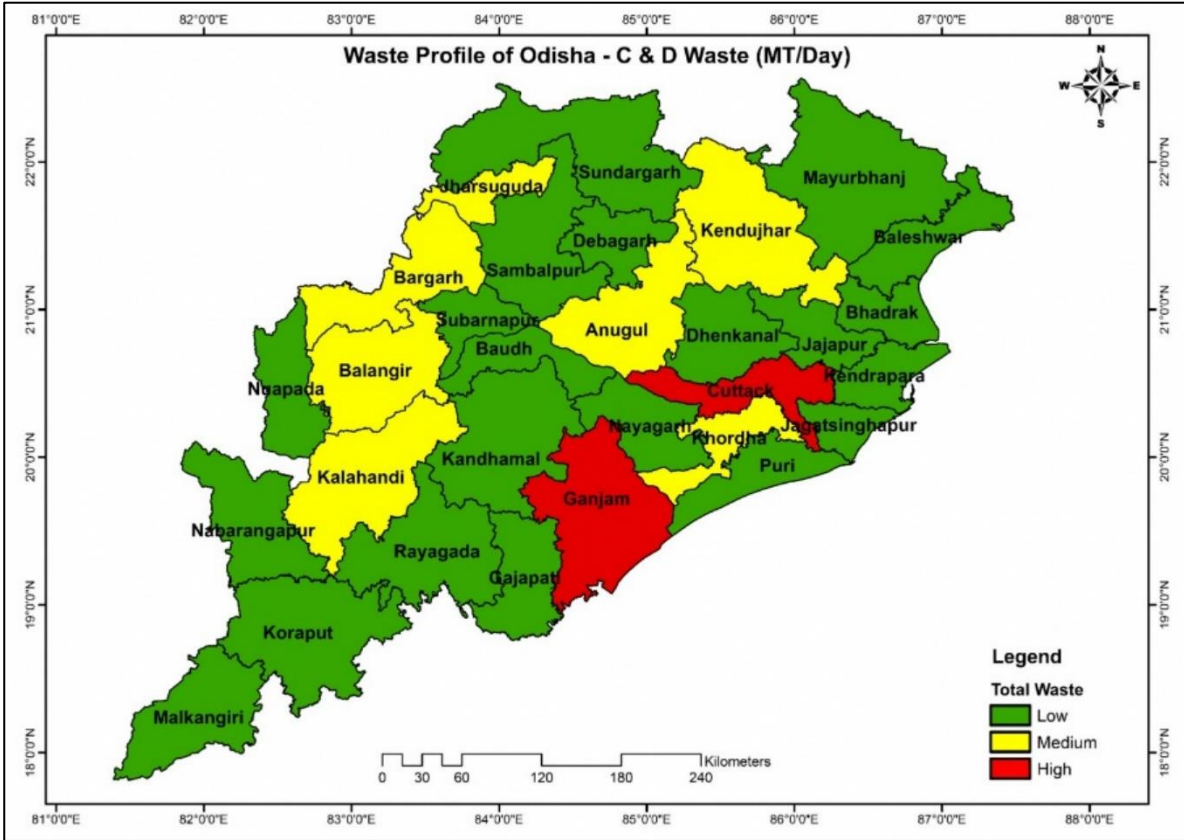 81°0'0"E 82°0'0"E 83°0'0"E 84°0'0"E 85°0'0"E 86°0'0"E 87°0'0"E 88°0'0"E
Waste Profile of Odisha - C & D Waste (MT/Day)
N
W E
S
22°0'0"N
21°0'0"N
20°0'0"N
19°0'0"N
18°0'0"N
22°0'0"N
21°0'0"N
20°0'0"N
19°0'0"N
18°0'0"N
Jharsuguda
Sundargarh
Mayurbhanj
Debagarh
Kendujhar
Baleshwar
Bargarh
Sambalpur
Subarnapur
Anugul
Bhadrak
Baudh
Dhenkanal
Jajapur
Balangir
Nuapada
Cuttack
Kendrapara
Nayagarh
Khordha
Jagatsinghapur
Kandhamal
Puri
Kalahandi
Ganjam
Nabarangapur
Rayagada
Gajapati
Koraput
Malkangiri
Legend
Total Waste
Low
Medium
High
Kilometers
0 30 60 120 180 240
81°0'0"E 82°0'0"E 83°0'0"E 84°0'0"E 85°0'0"E 86°0'0"E 87°0'0"E 88°0'0"E